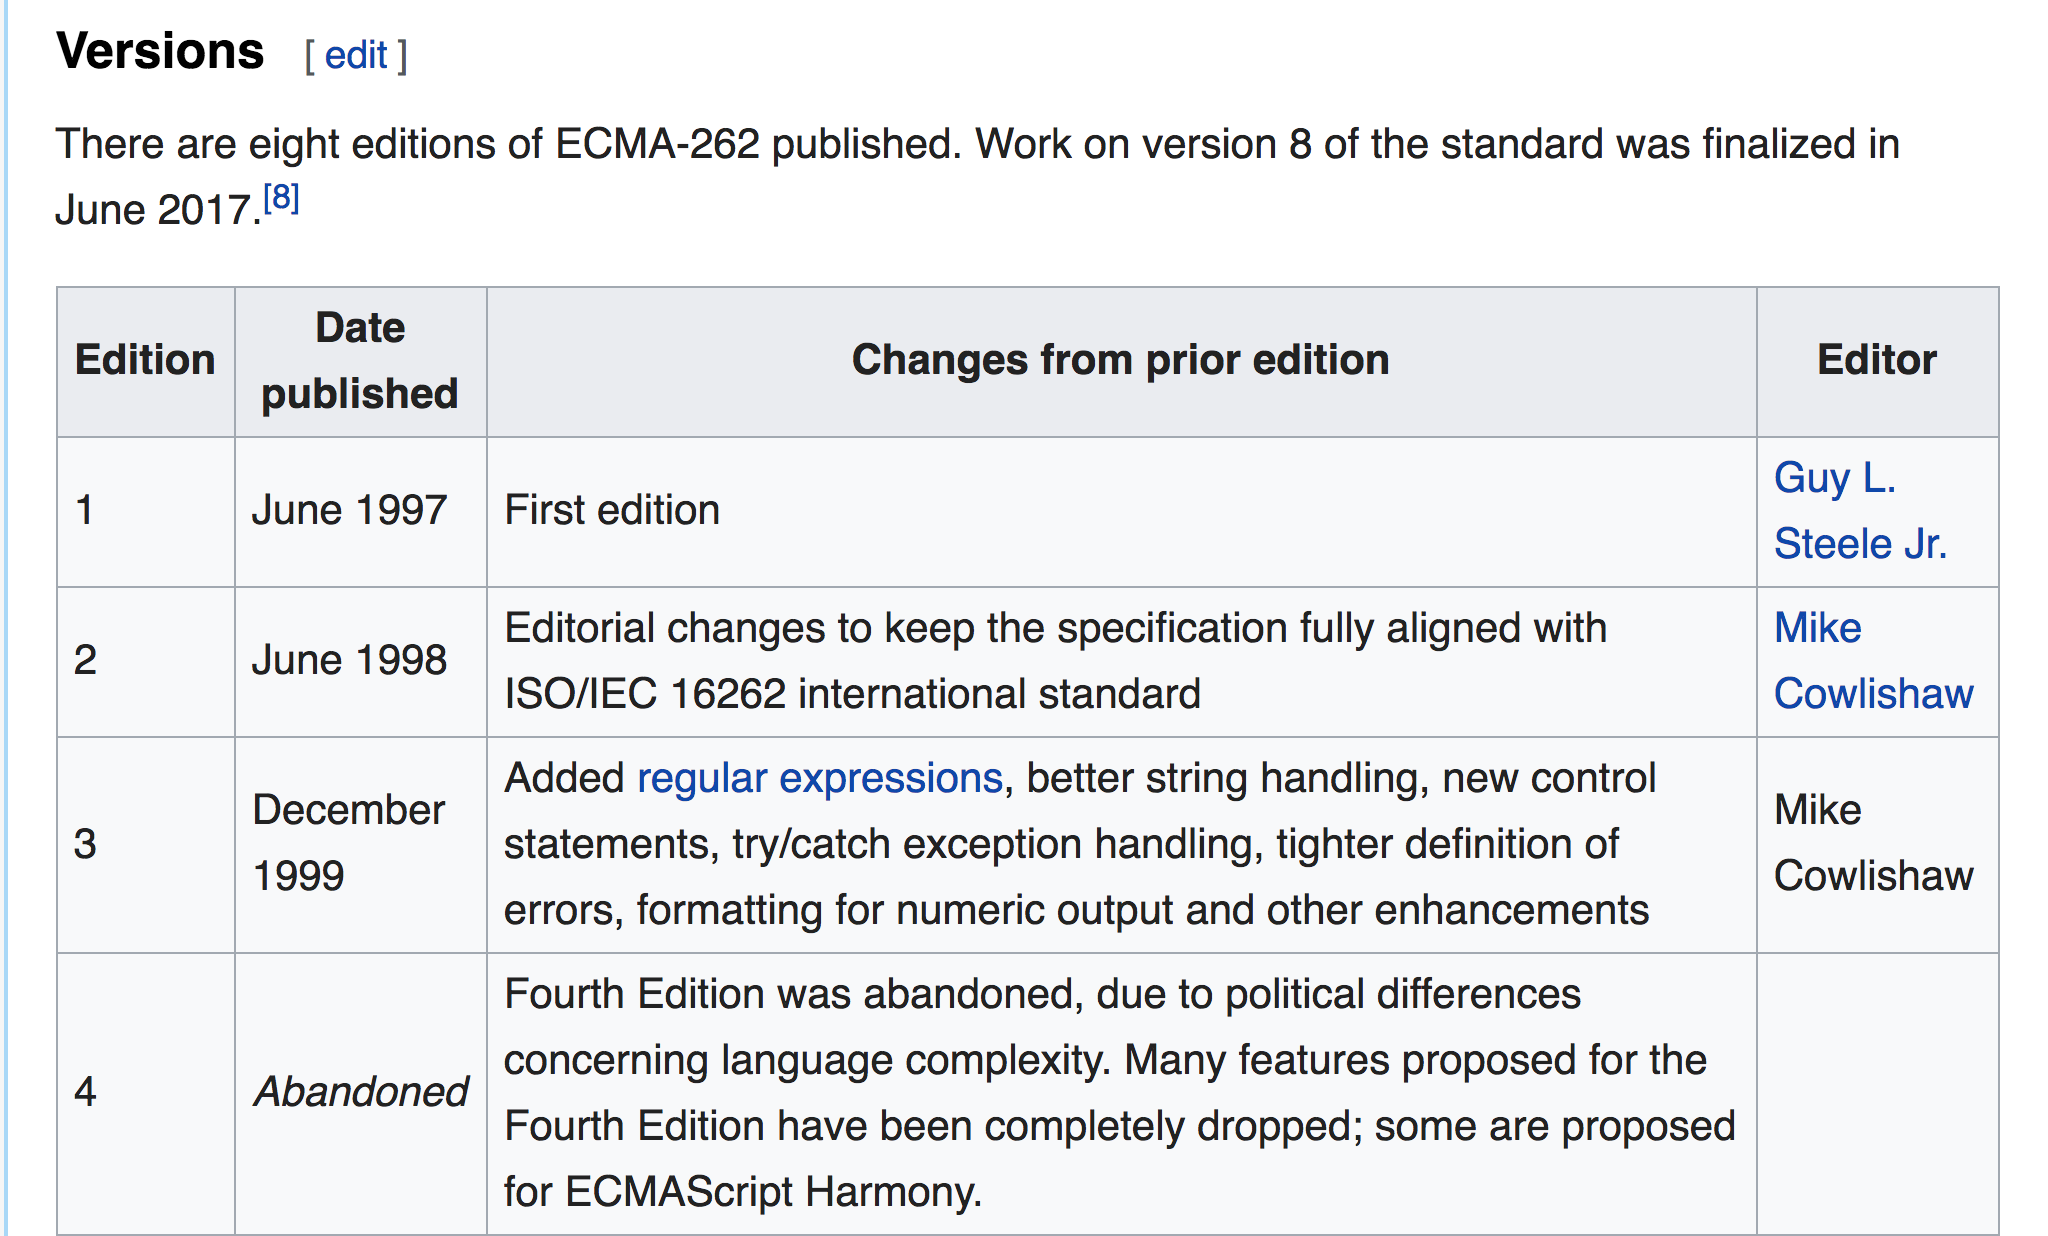 Versions [ edit ]
There are eight editions of ECMA-262 published. Work on version 8 of the standard was finalized in
June 2017.[8]
Edition
Date
published
Changes from prior edition
Editor
1
June 1997
First edition
Guy L.
Steele Jr.
2
June 1998
Editorial changes to keep the specification fully aligned with
ISO/IEC 16262 international standard
Mike
Cowlishaw
3
December
1999
Added regular expressions, better string handling, new control
statements, try/catch exception handling, tighter definition of
errors, formatting for numeric output and other enhancements
Mike
Cowlishaw
4
Abandoned
Fourth Edition was abandoned, due to political differences
concerning language complexity. Many features proposed for the
Fourth Edition have been completely dropped; some are proposed
for ECMAScript Harmony.